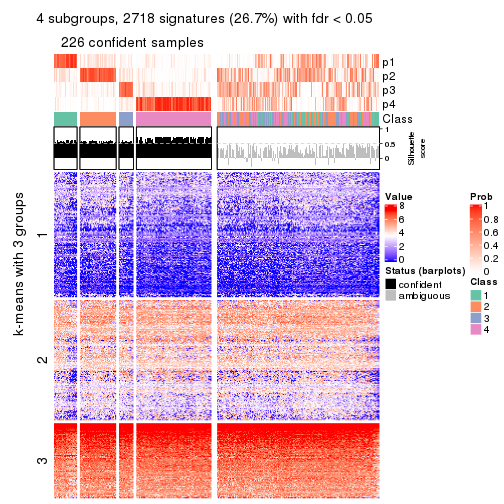 4 subgroups, 2718 signatures (26.7%) with fdr < 0.05
226 confident samples
p1
p2
p3
p4
Class
1
0.5
0
Silhouette
score
k-means with 3 groups
1
2
3
Value
8
6
4
2
0
Prob
1
0.8
0.6
0.4
0.2
0
Status (barplots)
confident
ambiguous
Class
1
2
3
4